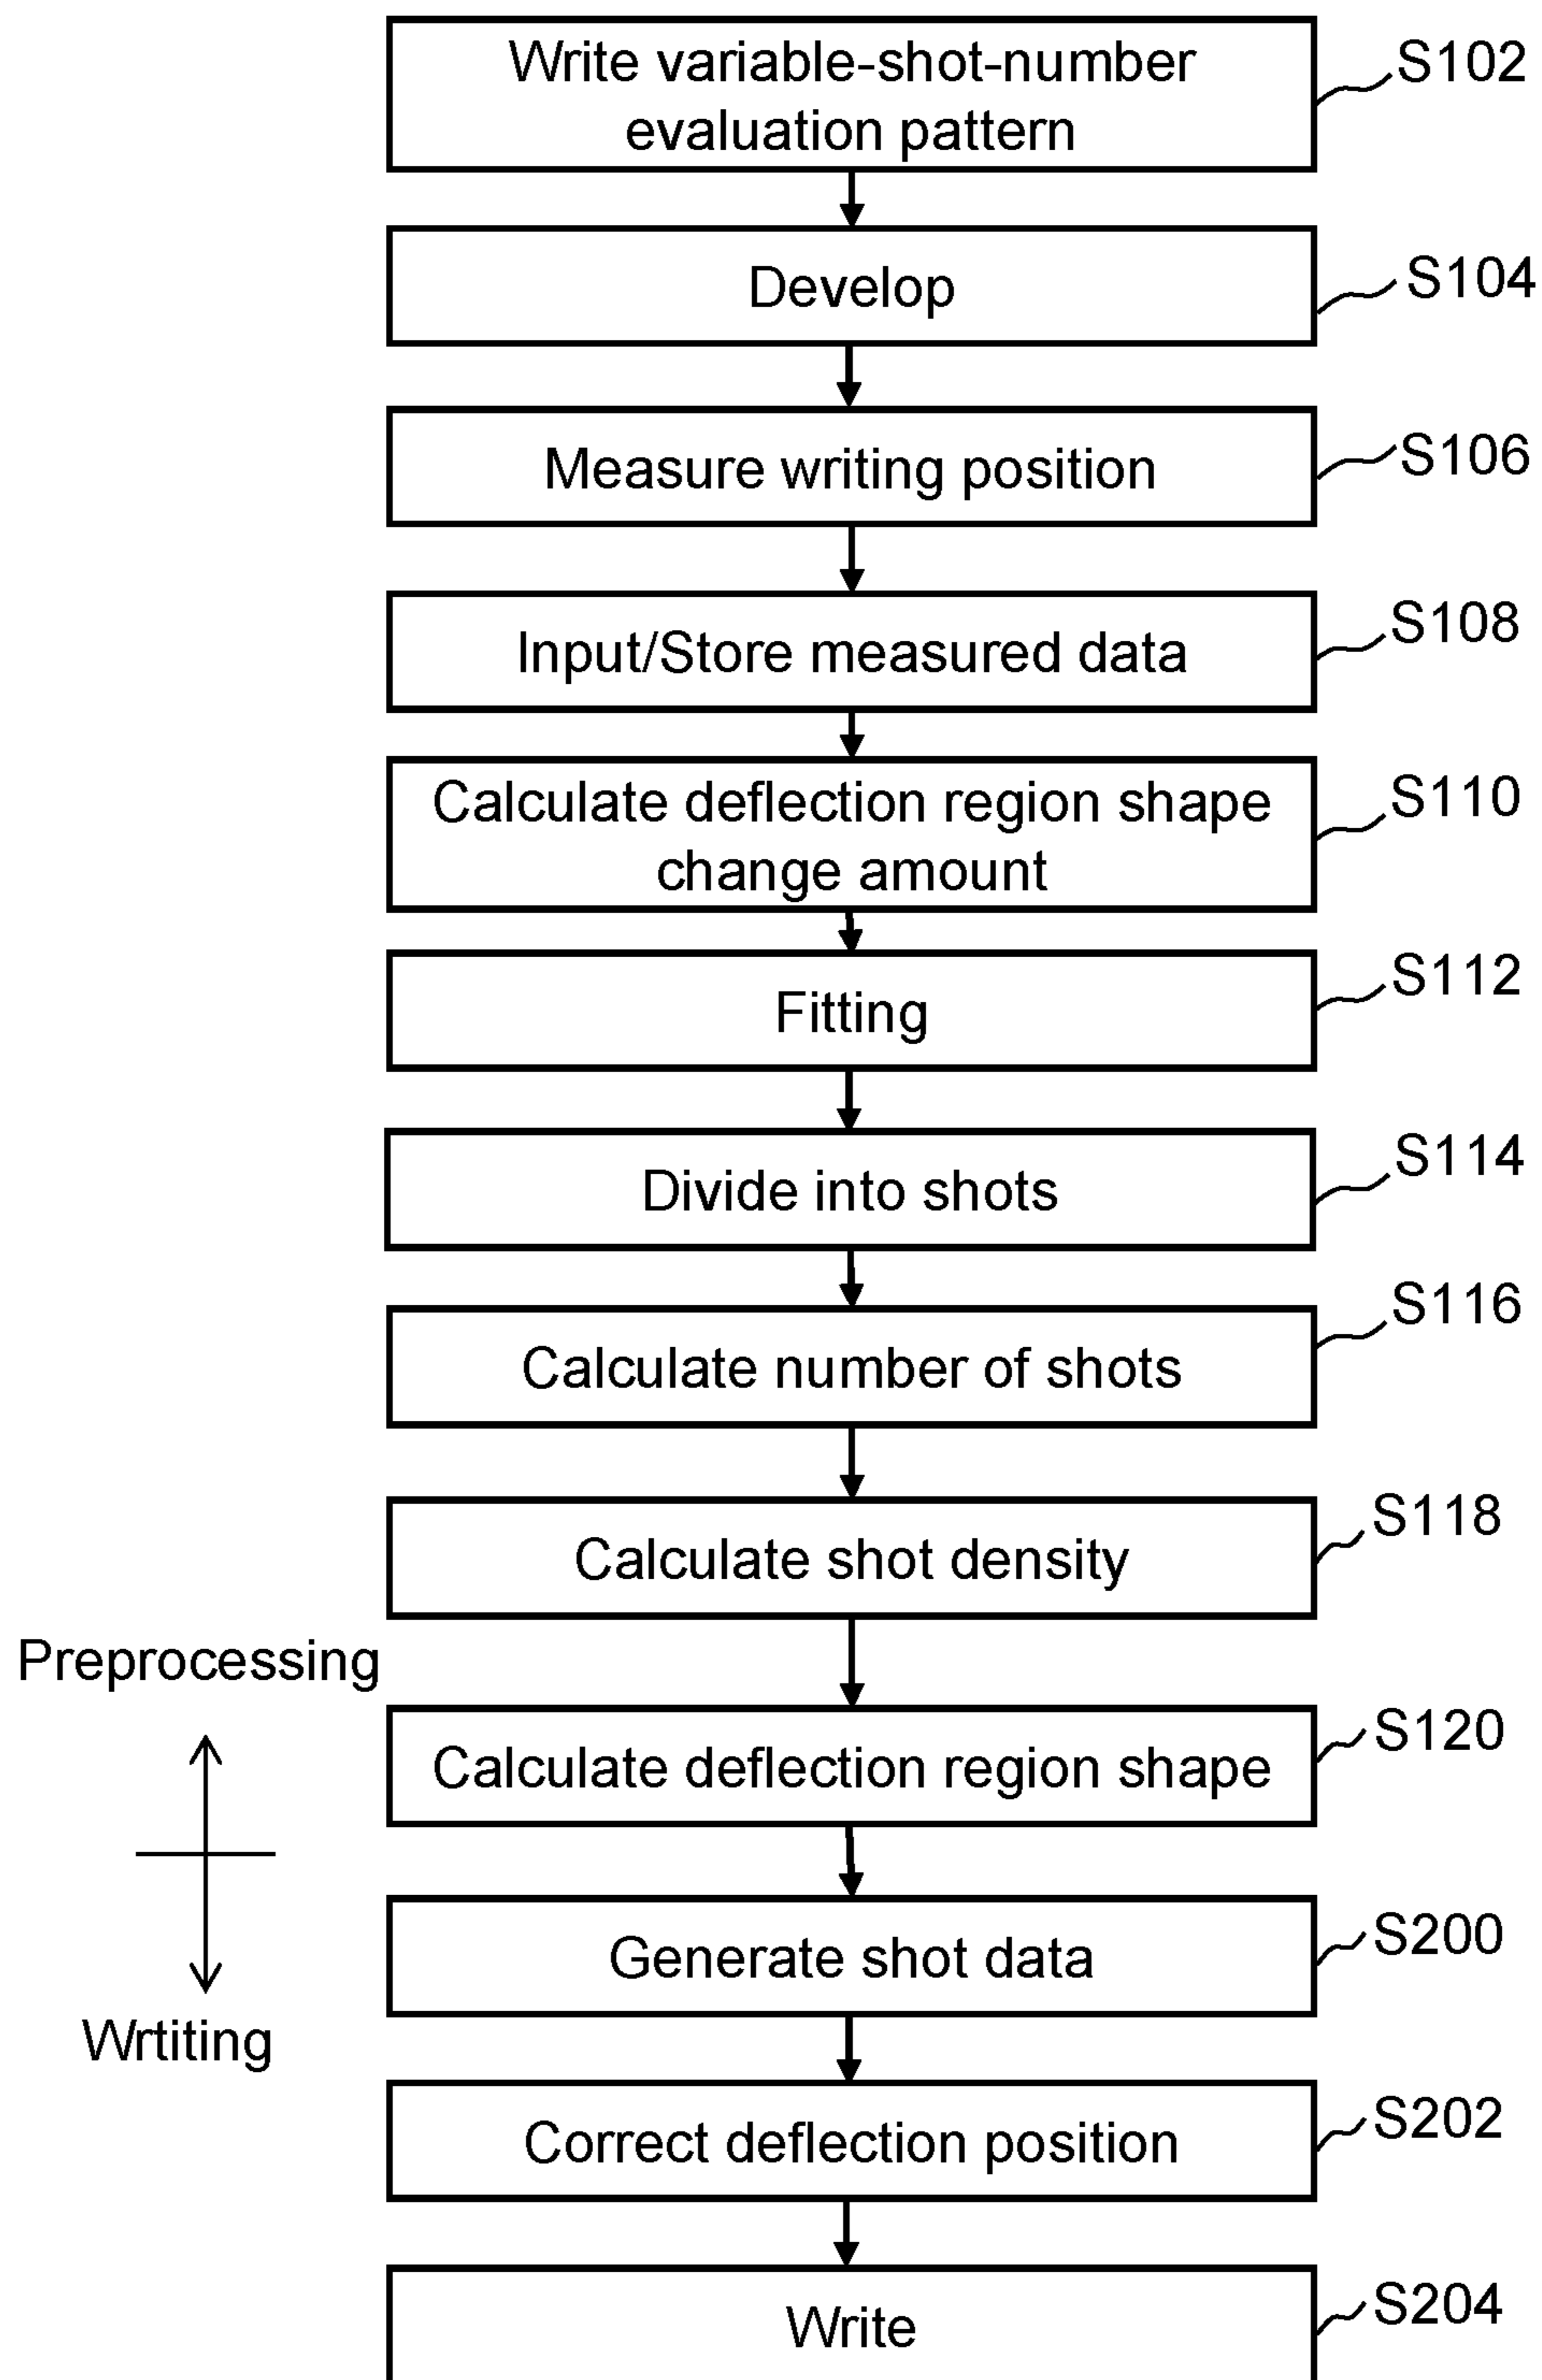 Write variable-shot-number
evaluation pattern
S102
Develop
S104
Measure writing position
S106
Input/Store measured data
S108
Calculate deflection region shape
change amount
S110
Fitting
S112
Divide into shots
S114
Calculate number of shots
S116
Calculate shot density
S118
Preprocessing
Calculate deflection region shape
S120
Generate shot data
S200
Wrtiting
Correct deflection position
S202
Write
S204